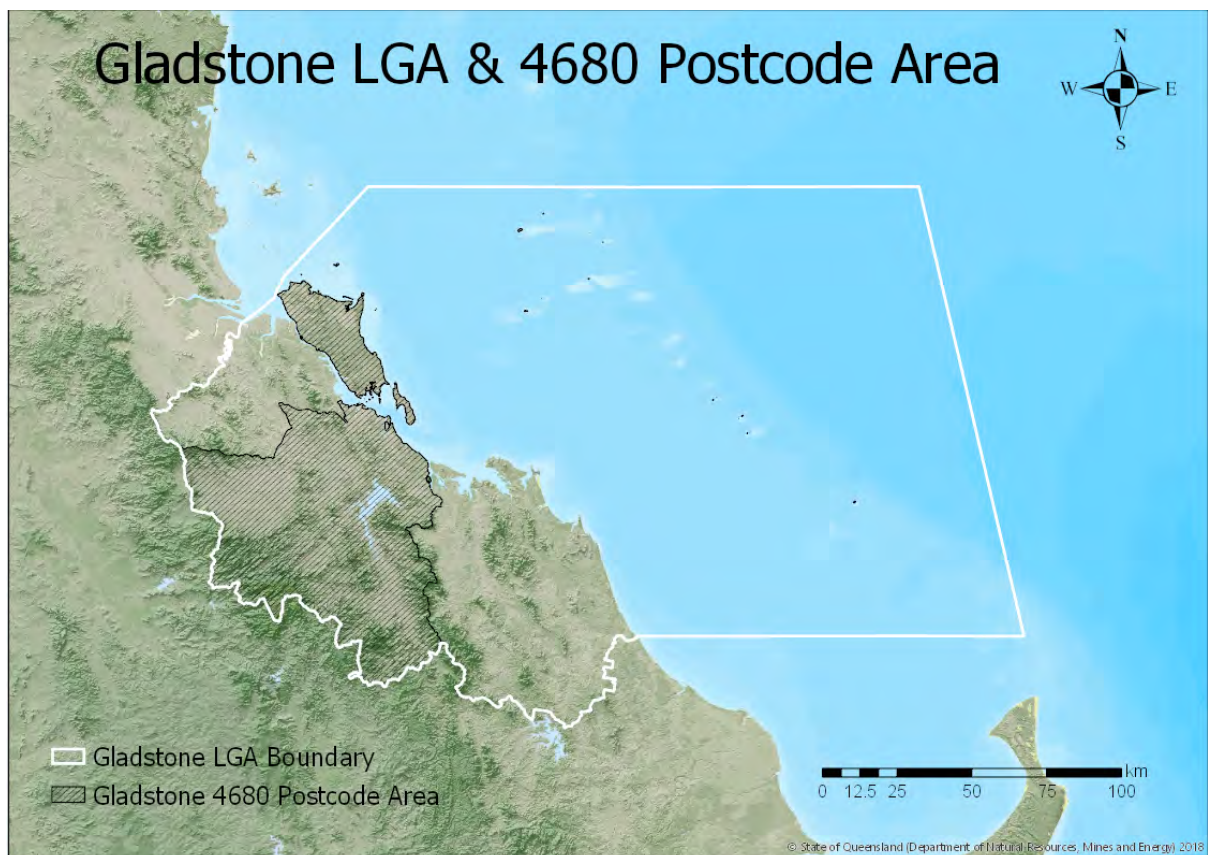 Gladstone LGA & 4680 Postcode Area
N
W E
S
Gladstone LGA Boundary
Gladstone 4680 Postcode Area
km
0 12.5 25 50 75 100
© State of Queensland (Department of Natural Resources, Mines and Energy) 2018